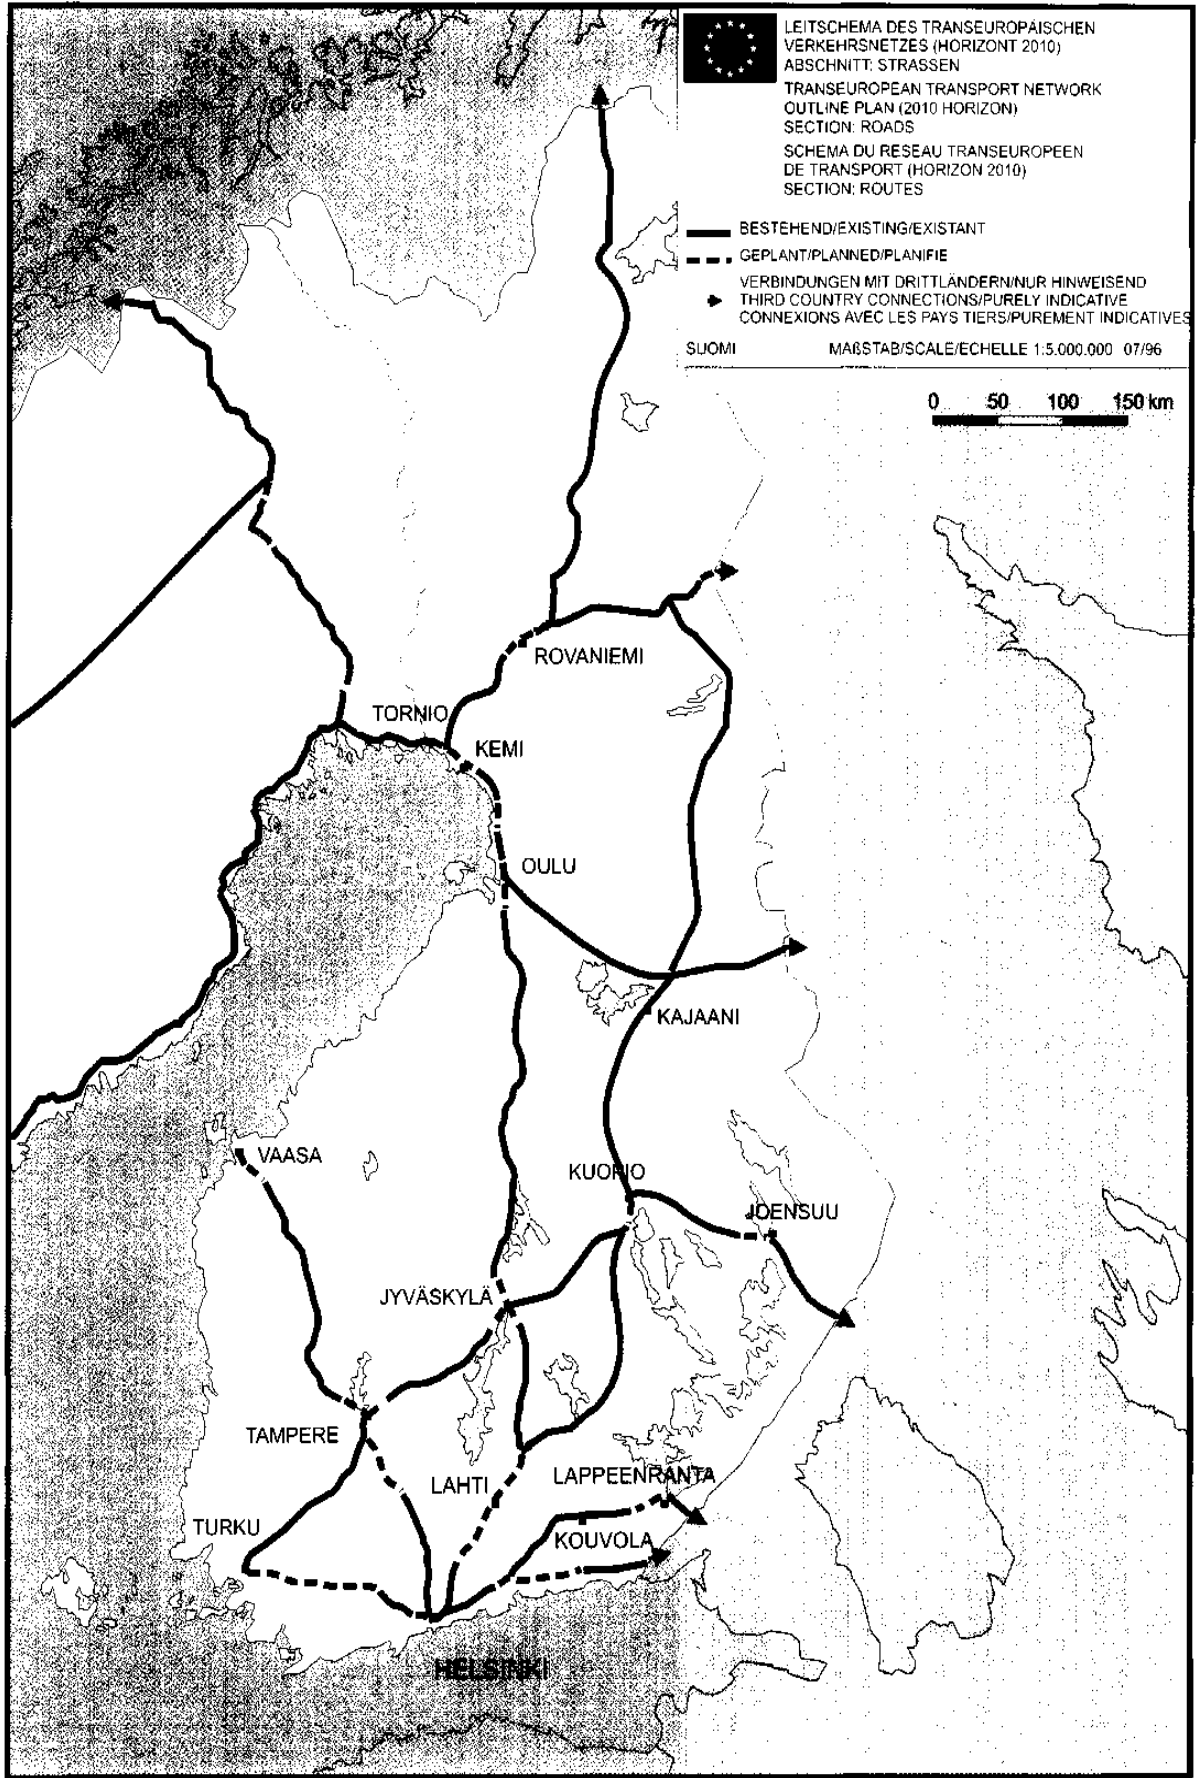 LEITSCHEMA DES TRANSEUROPÄISCHEN
VERKEHRSNETZES (HORIZONT 2010)
ABSCHNITT: STRASSEN
TRANSEUROPEAN TRANSPORT NETWORK
OUTLINE PLAN (2010 HORIZON)
SECTION: ROADS
SCHEMA DU RESEAU TRANSEUROPEEN
DE TRANSPORT (HORIZON 2010)
SECTION: ROUTES
BESTEHEND/EXISTING/EXISTANT
GEPLANT/PLANNED/PLANIFIE
VERBINDUNGEN MIT DRITTLÄNDERN/NUR HINWEISEND
THIRD COUNTRY CONNECTIONS/PURELY INDICATIVE
CONNEXIONS AVEC LES PAYS TIERS/PUREMENT INDICATIVES
SUOMI MAßSTAB/SCALE/ECHELLE 1:5.000.000 07/96
0 50 100 150 km
ROVANIEMI
TORNIO
KEMI
OULU
KAJAANI
VAASA
KUOPIO
JOENSUU
JYVÄSKYLÄ
TAMPERE
LAHTI
LAPPEENRANTA
TURKU
KOUVOLA
HELSINKI